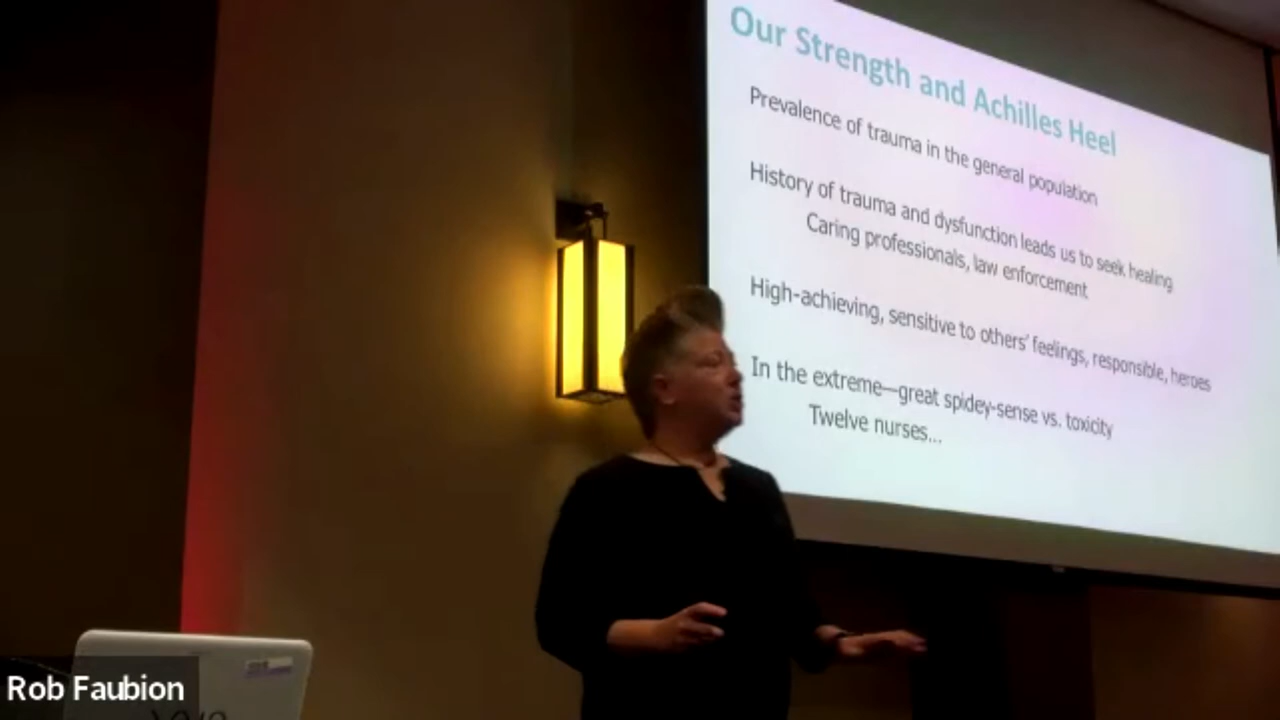 Our Strength and Achilles Heel
Prevalence of trauma in the general population
History of trauma and dysfunction leads us to seek healing
Caring professionals, law enforcement
High-achieving, sensitive to others' feelings, responsible, heroes
In the extreme—great spidey-sense vs. toxicity
Twelve nurses...
Rob Faubion